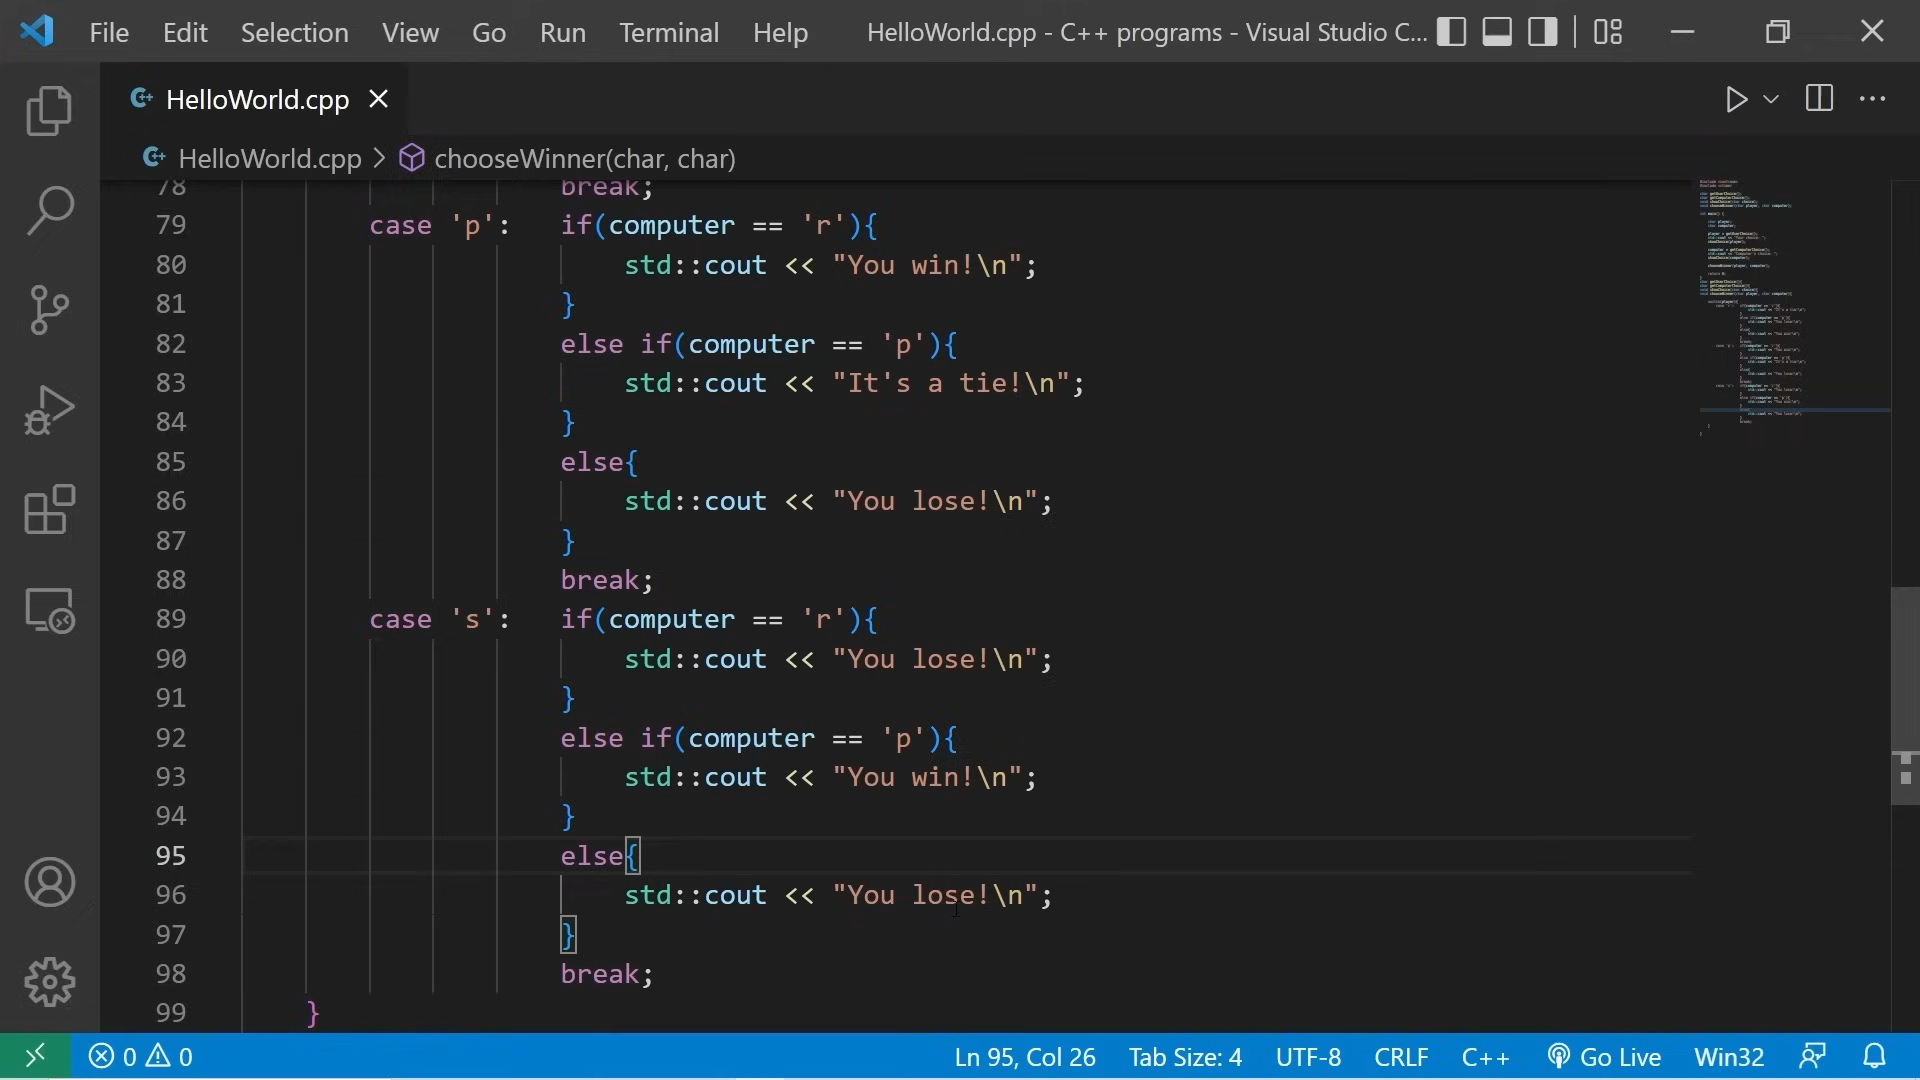 File Edit Selection View Go Run Terminal Help HelloWorld.cpp - C++ programs - Visual Studio C...
HelloWorld.cpp
HelloWorld.cpp > chooseWinner(char, char)
78 break;
79 case 'p': if(computer == 'r'){
80 std::cout << "You win!\n";
81 }
82 else if(computer == 'p'){
83 std::cout << "It's a tie!\n";
84 }
85 else{
86 std::cout << "You lose!\n";
87 }
88 break;
89 case 's': if(computer == 'r'){
90 std::cout << "You lose!\n";
91 }
92 else if(computer == 'p'){
93 std::cout << "You win!\n";
94 }
95 else{
96 std::cout << "You lose!\n";
97 }
98 break;
99 }
0 0 Ln 95, Col 26 Tab Size: 4 UTF-8 CRLF C++ Go Live Win32